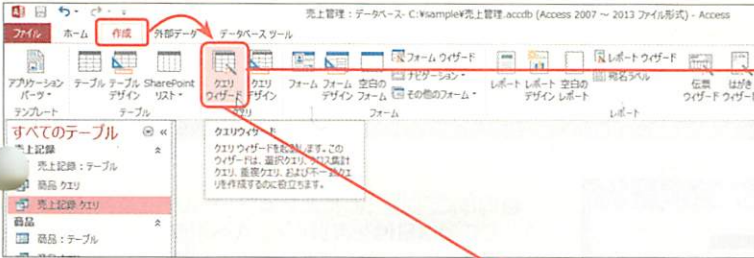 売上管理 : データベース- C:¥sample¥売上管理.accdb (Access 2007 ～ 2013 ファイル形式) - Access
ファイル ホーム 作成 外部データ データベース ツール
アプリケーション パーツ
テーブル
テーブル デザイン
SharePoint リスト
クエリ ウィザード
クエリ デザイン
フォーム
フォーム デザイン
空白の フォーム
フォーム ウィザード
ナビゲーション
その他のフォーム
レポート
レポート デザイン
空白の レポート
レポート ウィザード
宛名ラベル
伝票 ウィザード
はがき ウィザー
テンプレート テーブル クエリ フォーム レポート
すべてのテーブル
売上記録
売上記録 : テーブル
商品 クエリ
売上記録 クエリ
商品
商品 : テーブル
クエリウィザード
クエリ ウィザードを起動します。この
ウィザードは、選択クエリ、クロス集計
クエリ、重複クエリ、および不一致クエ
リを作成するのに役立ちます。